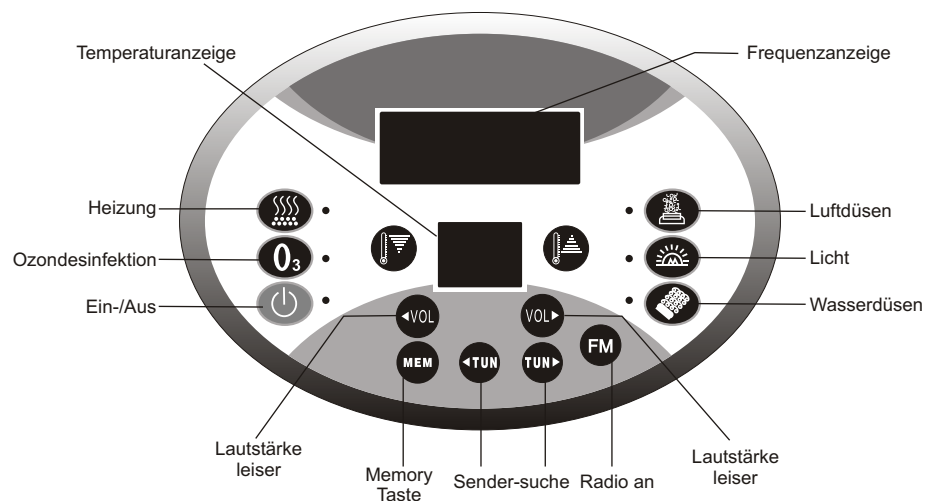 Temperaturanzeige
Frequenzanzeige
Heizung
Luftdüsen
Ozondesinfektion
O₃
Licht
Ein-/Aus
Wasserdüsen
◄VOL
VOL►
MEM
◄TUN
TUN►
FM
Lautstärke
leiser
Memory
Taste
Sender-suche
Radio an
Lautstärke
leiser